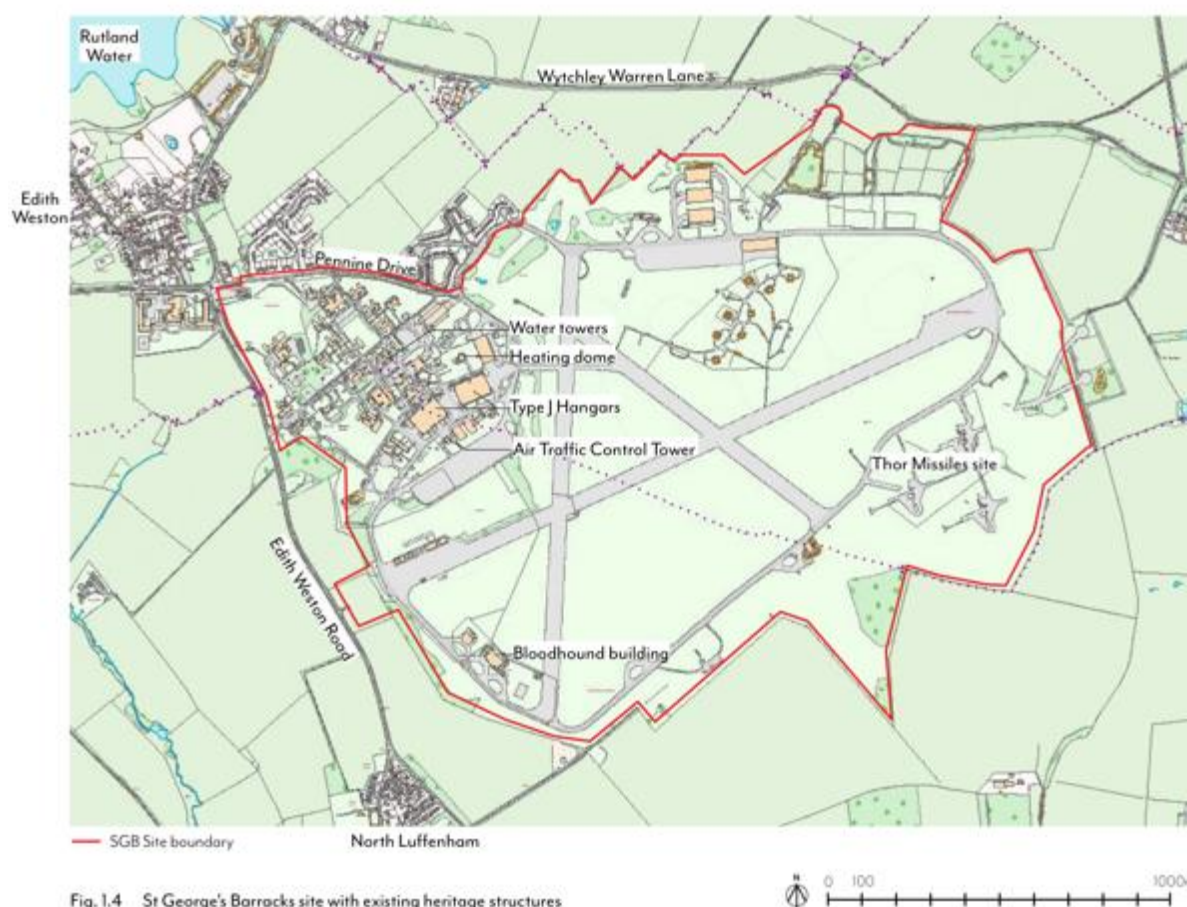 Rutland
Water
Wytchley Warren Lane
Edith
Weston
Pennine Drive
Water towers
Heating dome
Type J Hangars
Air Traffic Control Tower
Thor Missiles site
Edith Weston Road
Bloodhound building
SGB Site boundary
North Luffenham
Fig. 1.4 St George's Barracks site with existing heritage structures
N
0 100